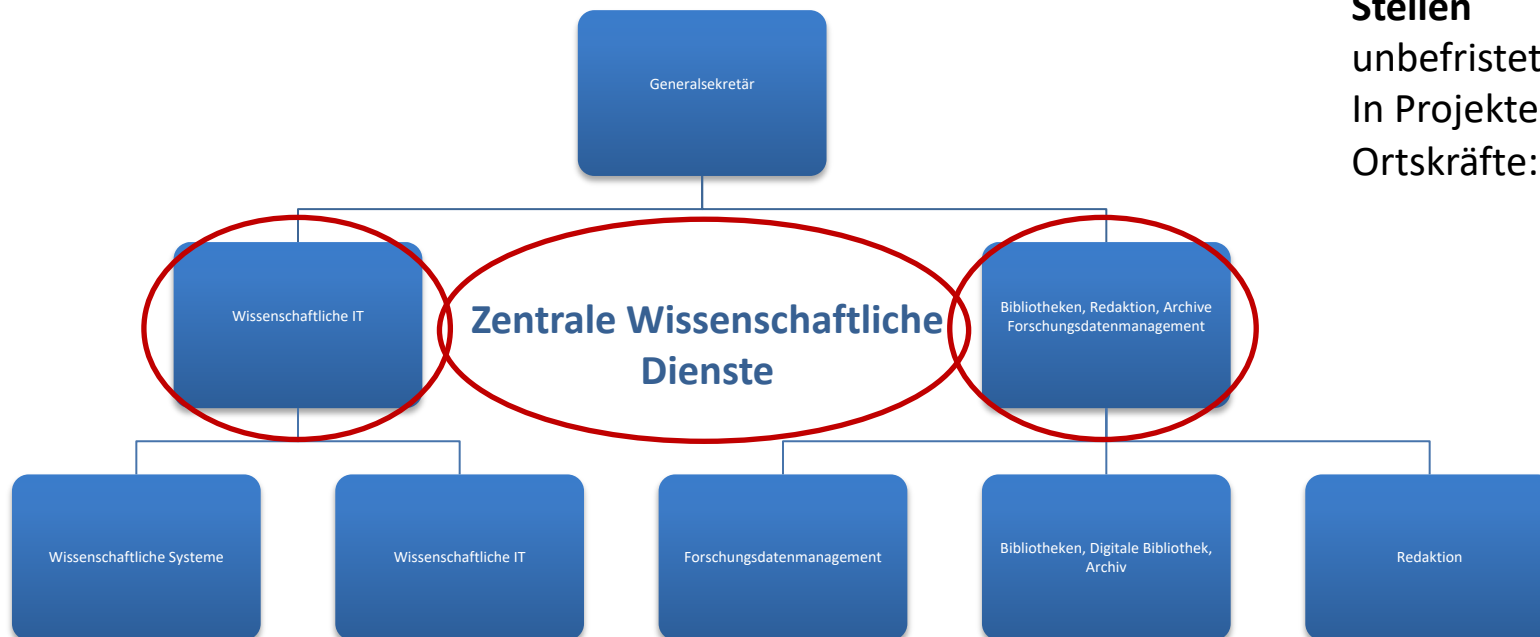 Stellen
unbefristet
In Projekte
Ortskräfte:
Generalsekretär
Wissenschaftliche IT
Zentrale Wissenschaftliche
Dienste
Bibliotheken, Redaktion, Archive
Forschungsdatenmanagement
Wissenschaftliche Systeme
Wissenschaftliche IT
Forschungsdatenmanagement
Bibliotheken, Digitale Bibliothek,
Archiv
Redaktion